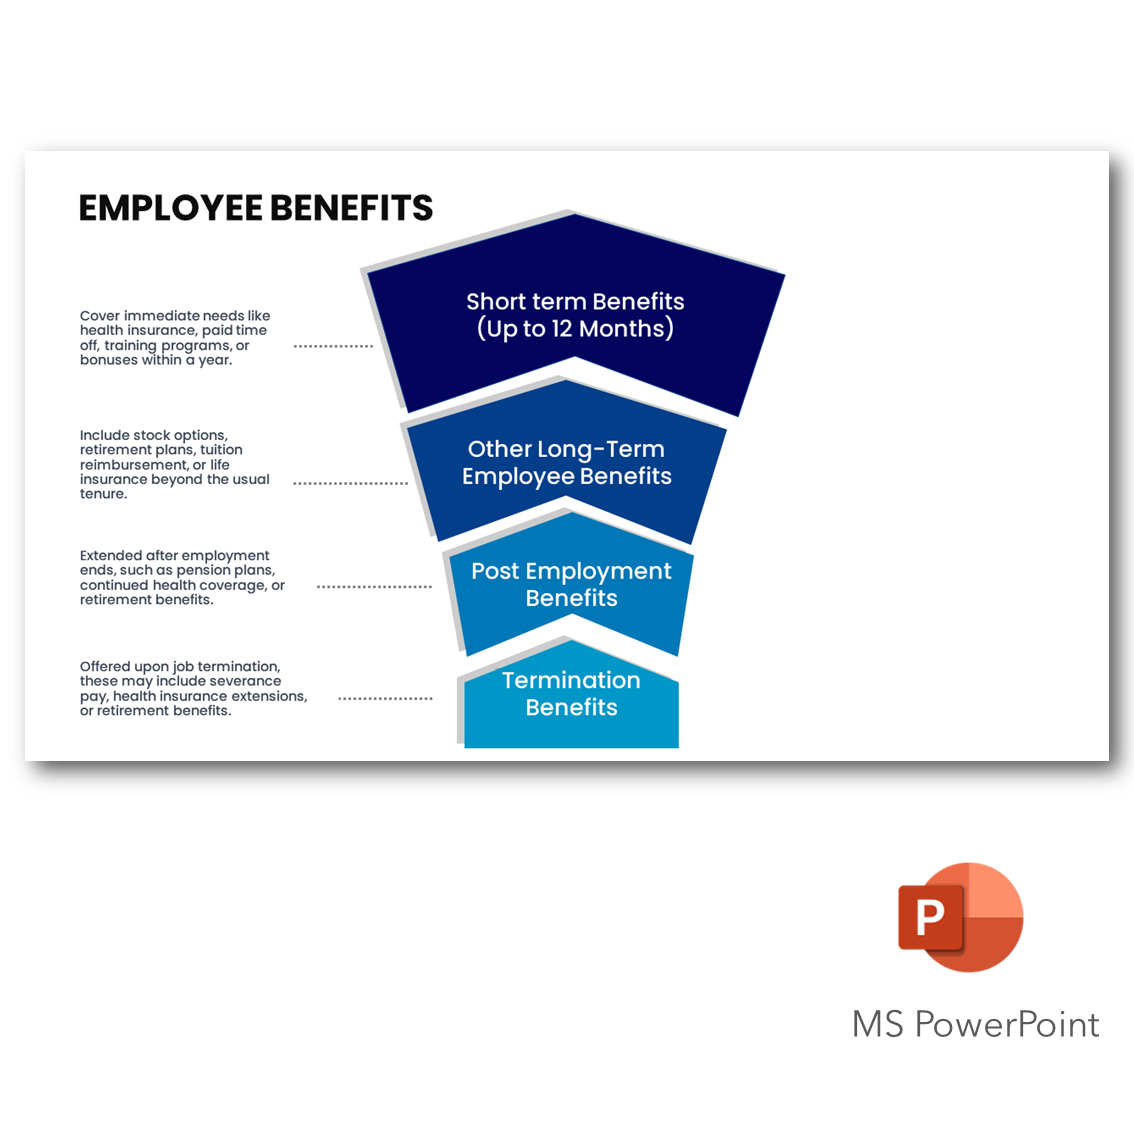 EMPLOYEE BENEFITS
Cover immediate needs like
health insurance, paid time
off, training programs, or
bonuses within a year.
Short term Benefits
(Up to 12 Months)
Include stock options,
retirement plans, tuition
reimbursement, or life
insurance beyond the usual
tenure.
Other Long-Term
Employee Benefits
Extended after employment
ends, such as pension plans,
continued health coverage, or
retirement benefits.
Post Employment
Benefits
Offered upon job termination,
these may include severance
pay, health insurance extensions,
or retirement benefits.
Termination
Benefits
P
MS PowerPoint